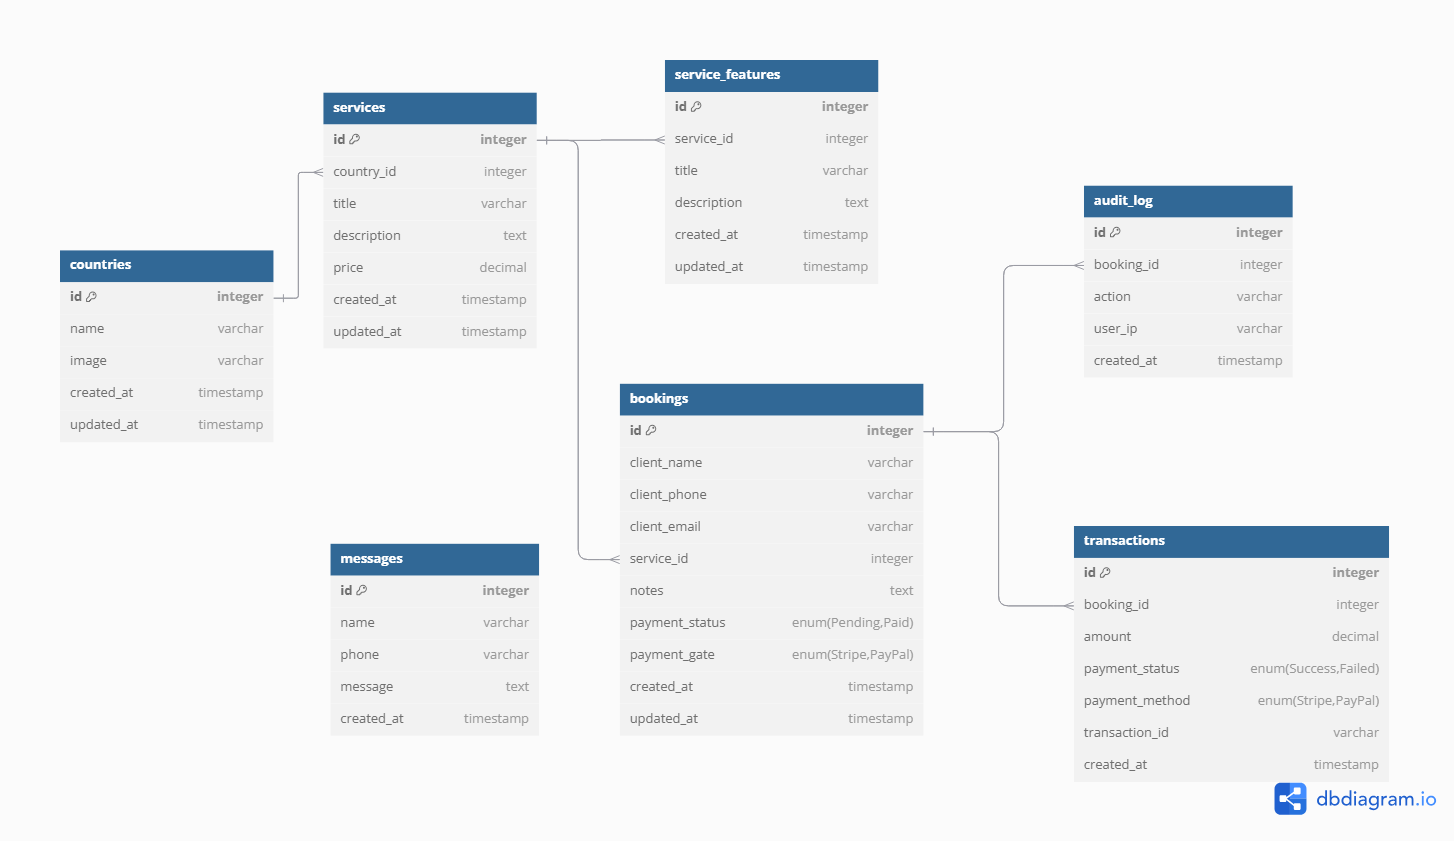 service_features
id integer
service_id integer
title varchar
description text
created_at timestamp
updated_at timestamp
services
id integer
country_id integer
title varchar
description text
price decimal
created_at timestamp
updated_at timestamp
audit_log
id integer
booking_id integer
action varchar
user_ip varchar
created_at timestamp
countries
id integer
name varchar
image varchar
created_at timestamp
updated_at timestamp
bookings
id integer
client_name varchar
client_phone varchar
client_email varchar
service_id integer
notes text
payment_status enum(Pending,Paid)
payment_gate enum(Stripe,PayPal)
created_at timestamp
updated_at timestamp
messages
id integer
name varchar
phone varchar
message text
created_at timestamp
transactions
id integer
booking_id integer
amount decimal
payment_status enum(Success,Failed)
payment_method enum(Stripe,PayPal)
transaction_id varchar
created_at timestamp
dbdiagram.io